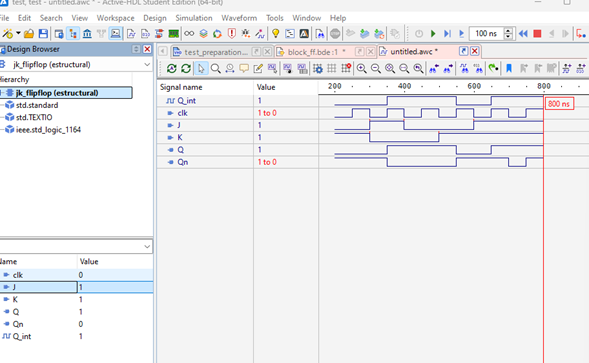 test, test - untitled.awc * - Active-HDL Student Edition (64-bit)
Edit Search View Workspace Design Simulation Waveform Tools Window Help
100 ns
Design Browser
test_preparation... block_ff.bde :1 * untitled.awc *
jk_flipflop (estructural)
Hierarchy
jk_flipflop (estructural)
std.standard
std.TEXTIO
ieee.std_logic_1164
Signal name Value 200 400 600 800
Q_int 1
800 ns
clk 1 to 0
J 1
K 1
Q 1
Qn 1 to 0
Name Value
clk 0
J 1
K 1
Q 1
Qn 0
Q_int 1